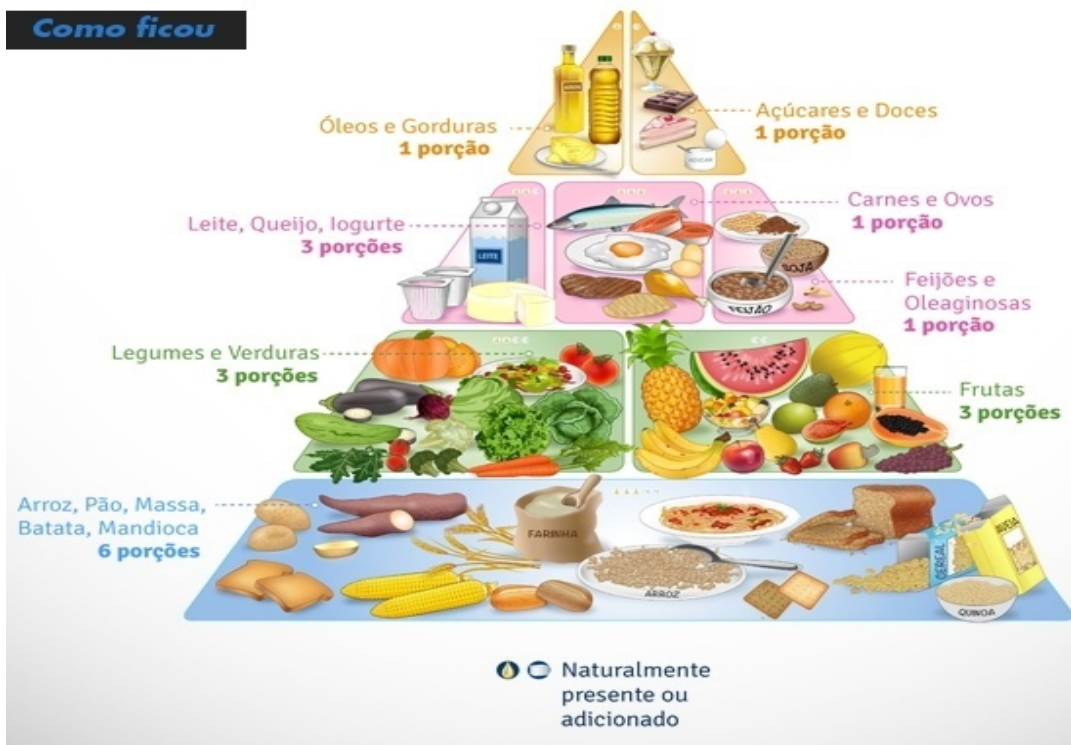 Como ficou
Óleos e Gorduras
1 porção
Açúcares e Doces
1 porção
AÇÚCAR
Leite, Queijo, Iogurte
3 porções
LEITE
Carnes e Ovos
1 porção
SOJA
FEIJÃO
Feijões e
Oleaginosas
1 porção
Legumes e Verduras
3 porções
Frutas
3 porções
Arroz, Pão, Massa,
Batata, Mandioca
6 porções
FARINHA
ARROZ
CEREAL
AVEIA
QUINOA
Naturalmente
presente ou
adicionado